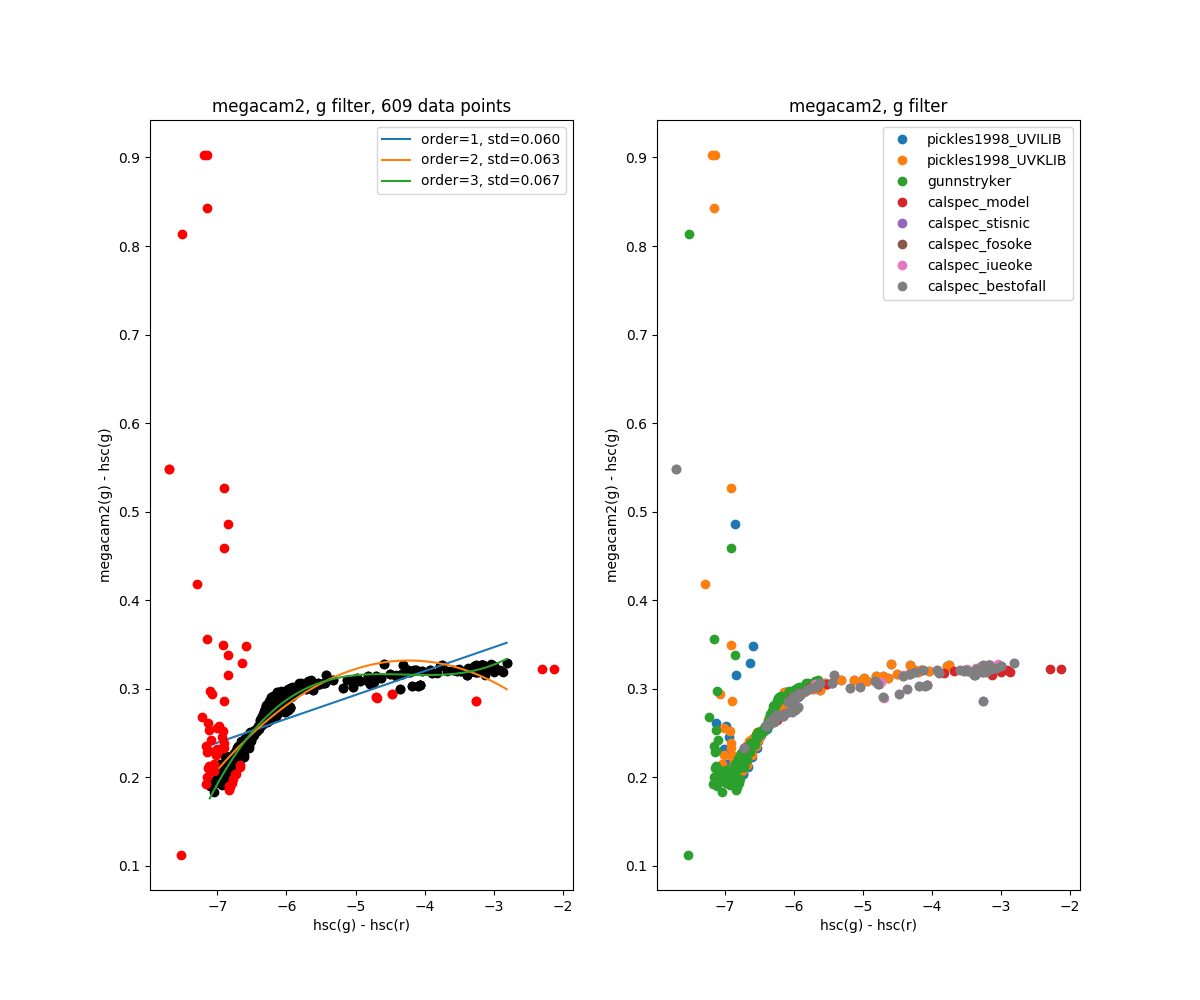 megacam2, g filter, 609 data points
order=1, std=0.060
order=2, std=0.063
order=3, std=0.067
0.9
0.8
0.7
0.6
0.5
0.4
0.3
0.2
0.1
megacam2(g) - hsc(g)
−7 −6 −5 −4 −3 −2
hsc(g) - hsc(r)
megacam2, g filter
pickles1998_UVILIB
pickles1998_UVKLIB
gunnstryker
calspec_model
calspec_stisnic
calspec_fosoke
calspec_iueoke
calspec_bestofall
0.9
0.8
0.7
0.6
0.5
0.4
0.3
0.2
0.1
megacam2(g) - hsc(g)
−7 −6 −5 −4 −3 −2
hsc(g) - hsc(r)